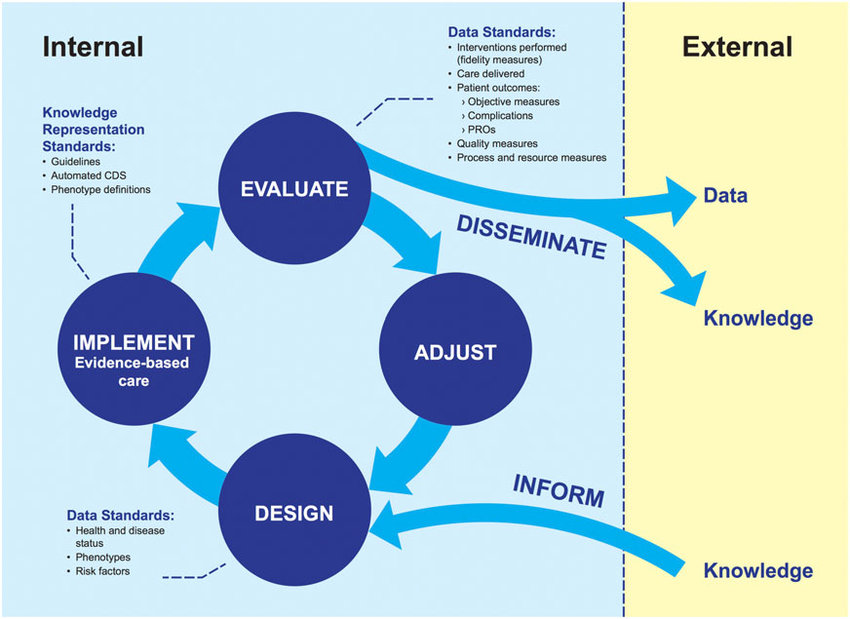 Internal
External
Data Standards:
• Interventions performed
(fidelity measures)
• Care delivered
• Patient outcomes:
› Objective measures
› Complications
› PROs
• Quality measures
• Process and resource measures
Knowledge
Representation
Standards:
• Guidelines
• Automated CDS
• Phenotype definitions
EVALUATE
DISSEMINATE
Data
Knowledge
IMPLEMENT
Evidence-based
care
ADJUST
DESIGN
INFORM
Knowledge
Data Standards:
• Health and disease
status
• Phenotypes
• Risk factors